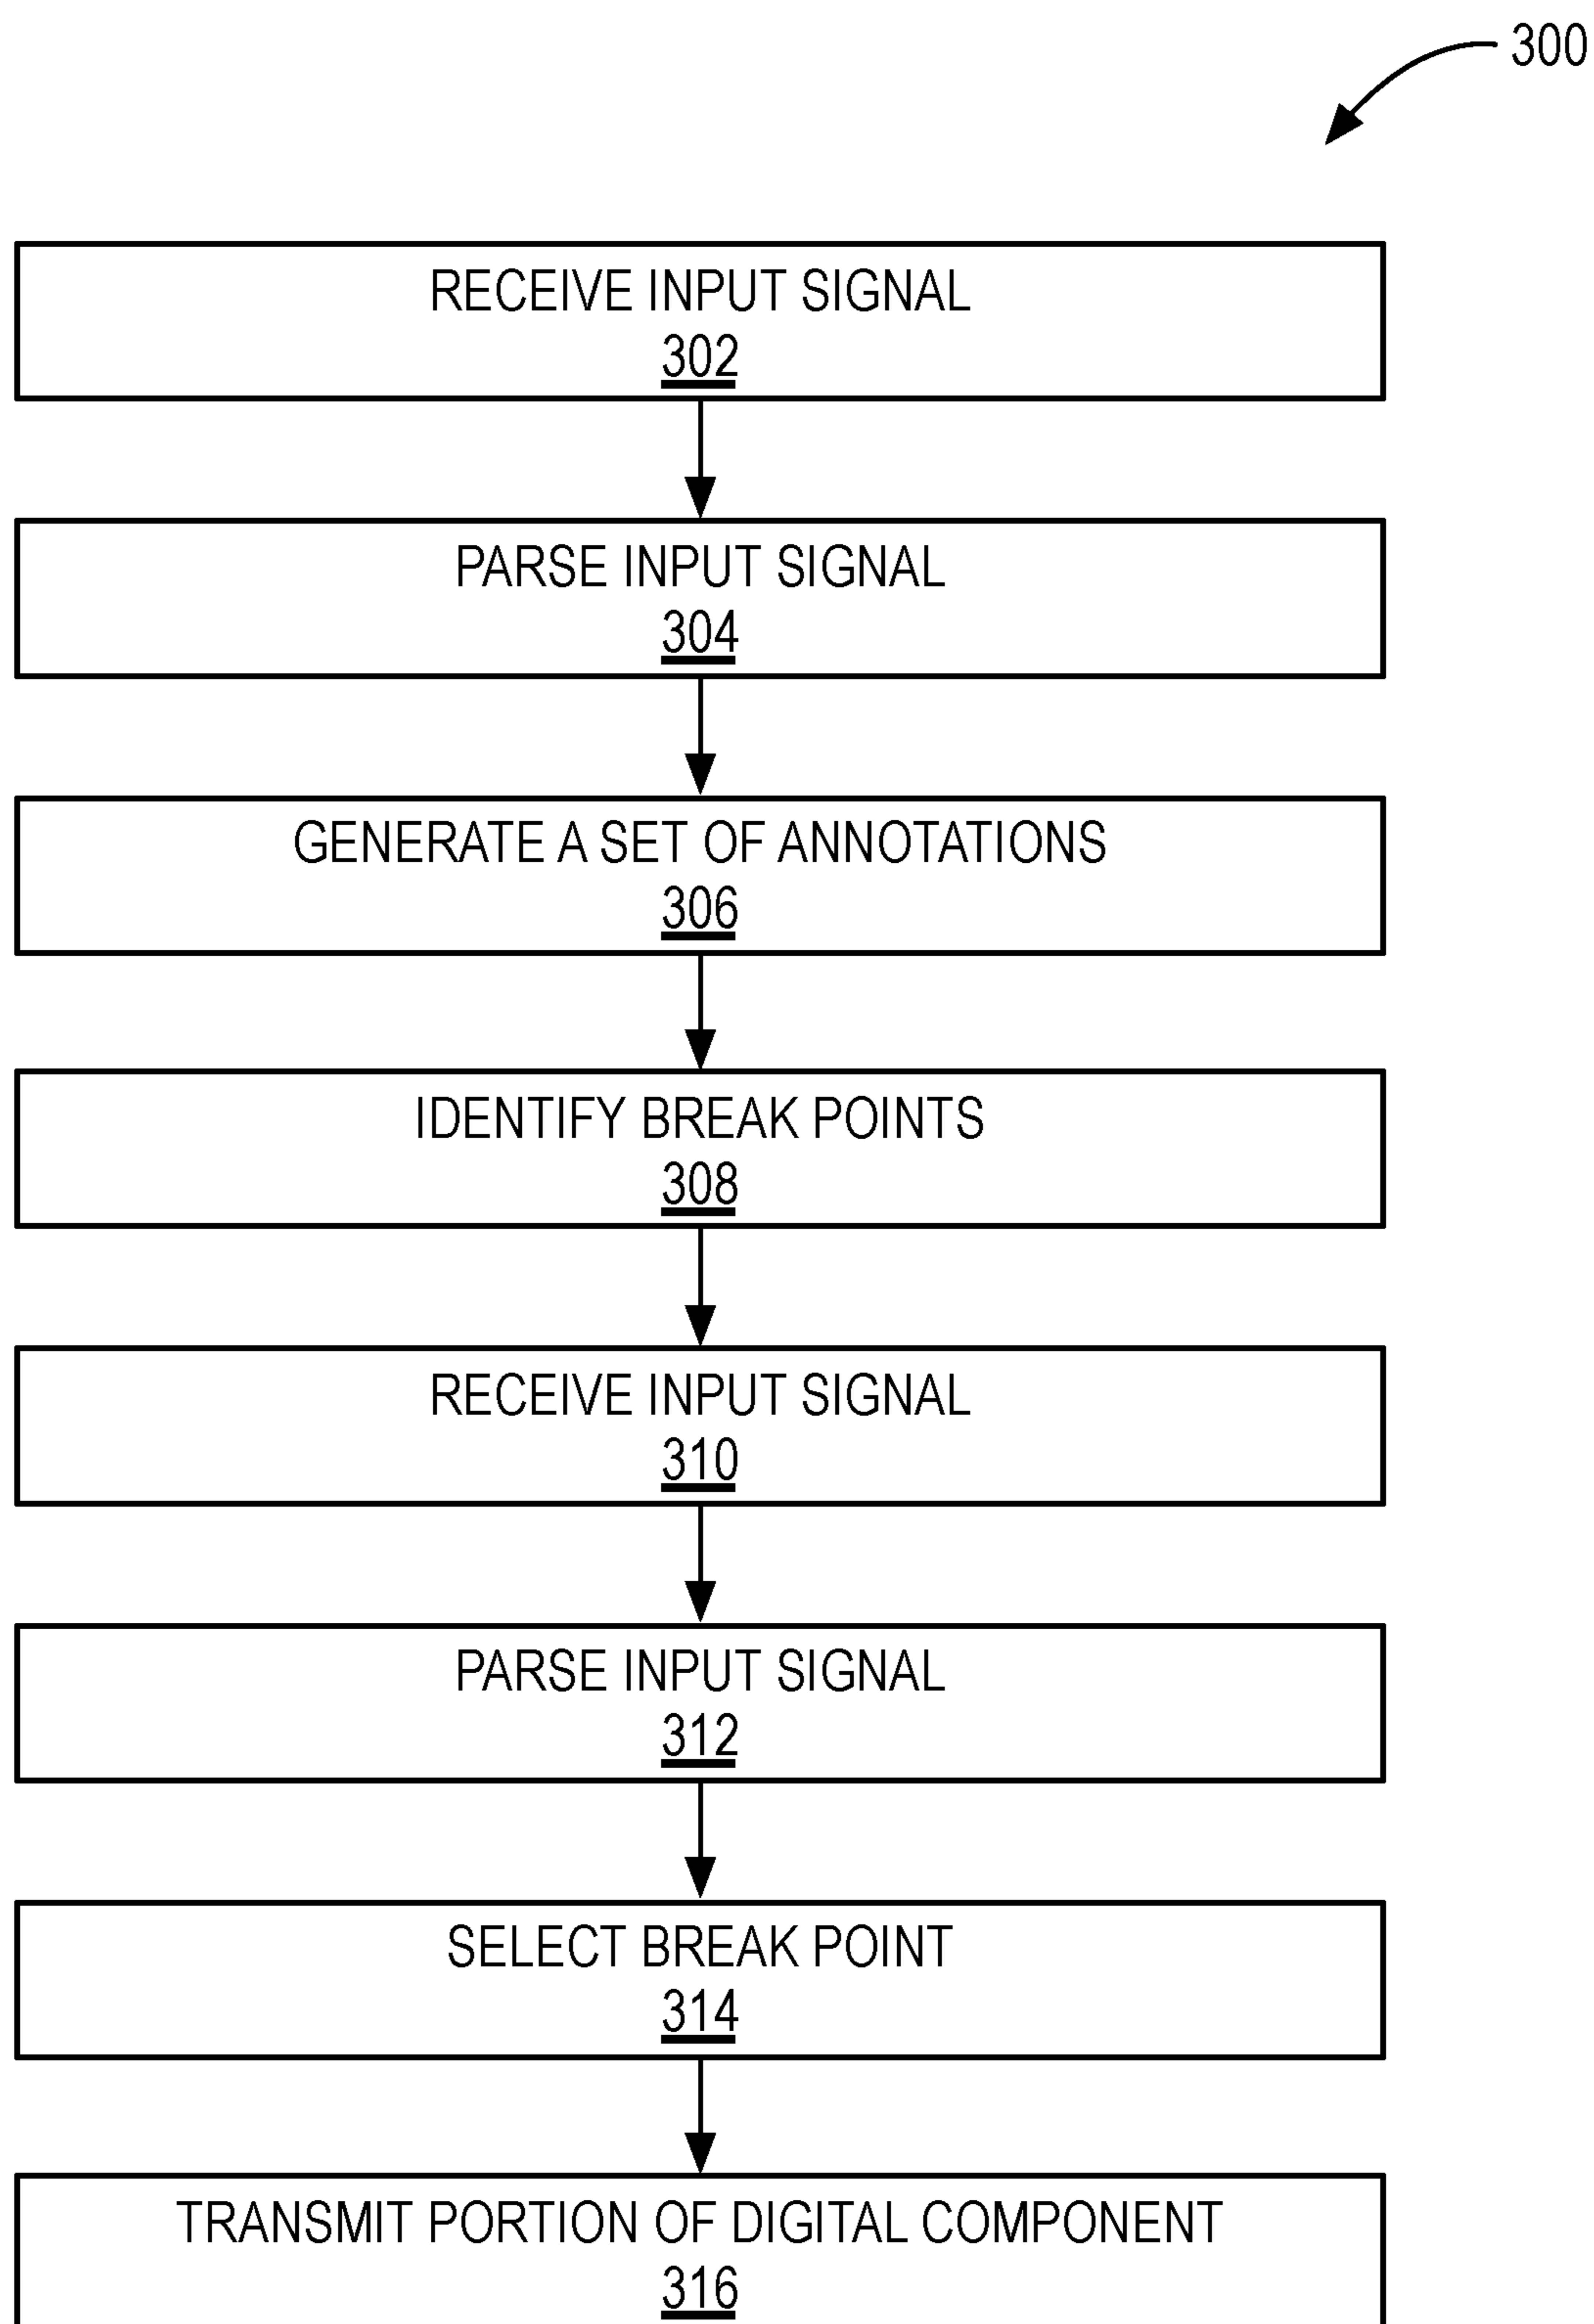 300
RECEIVE INPUT SIGNAL
302
PARSE INPUT SIGNAL
304
GENERATE A SET OF ANNOTATIONS
306
IDENTIFY BREAK POINTS
308
RECEIVE INPUT SIGNAL
310
PARSE INPUT SIGNAL
312
SELECT BREAK POINT
314
TRANSMIT PORTION OF DIGITAL COMPONENT
316